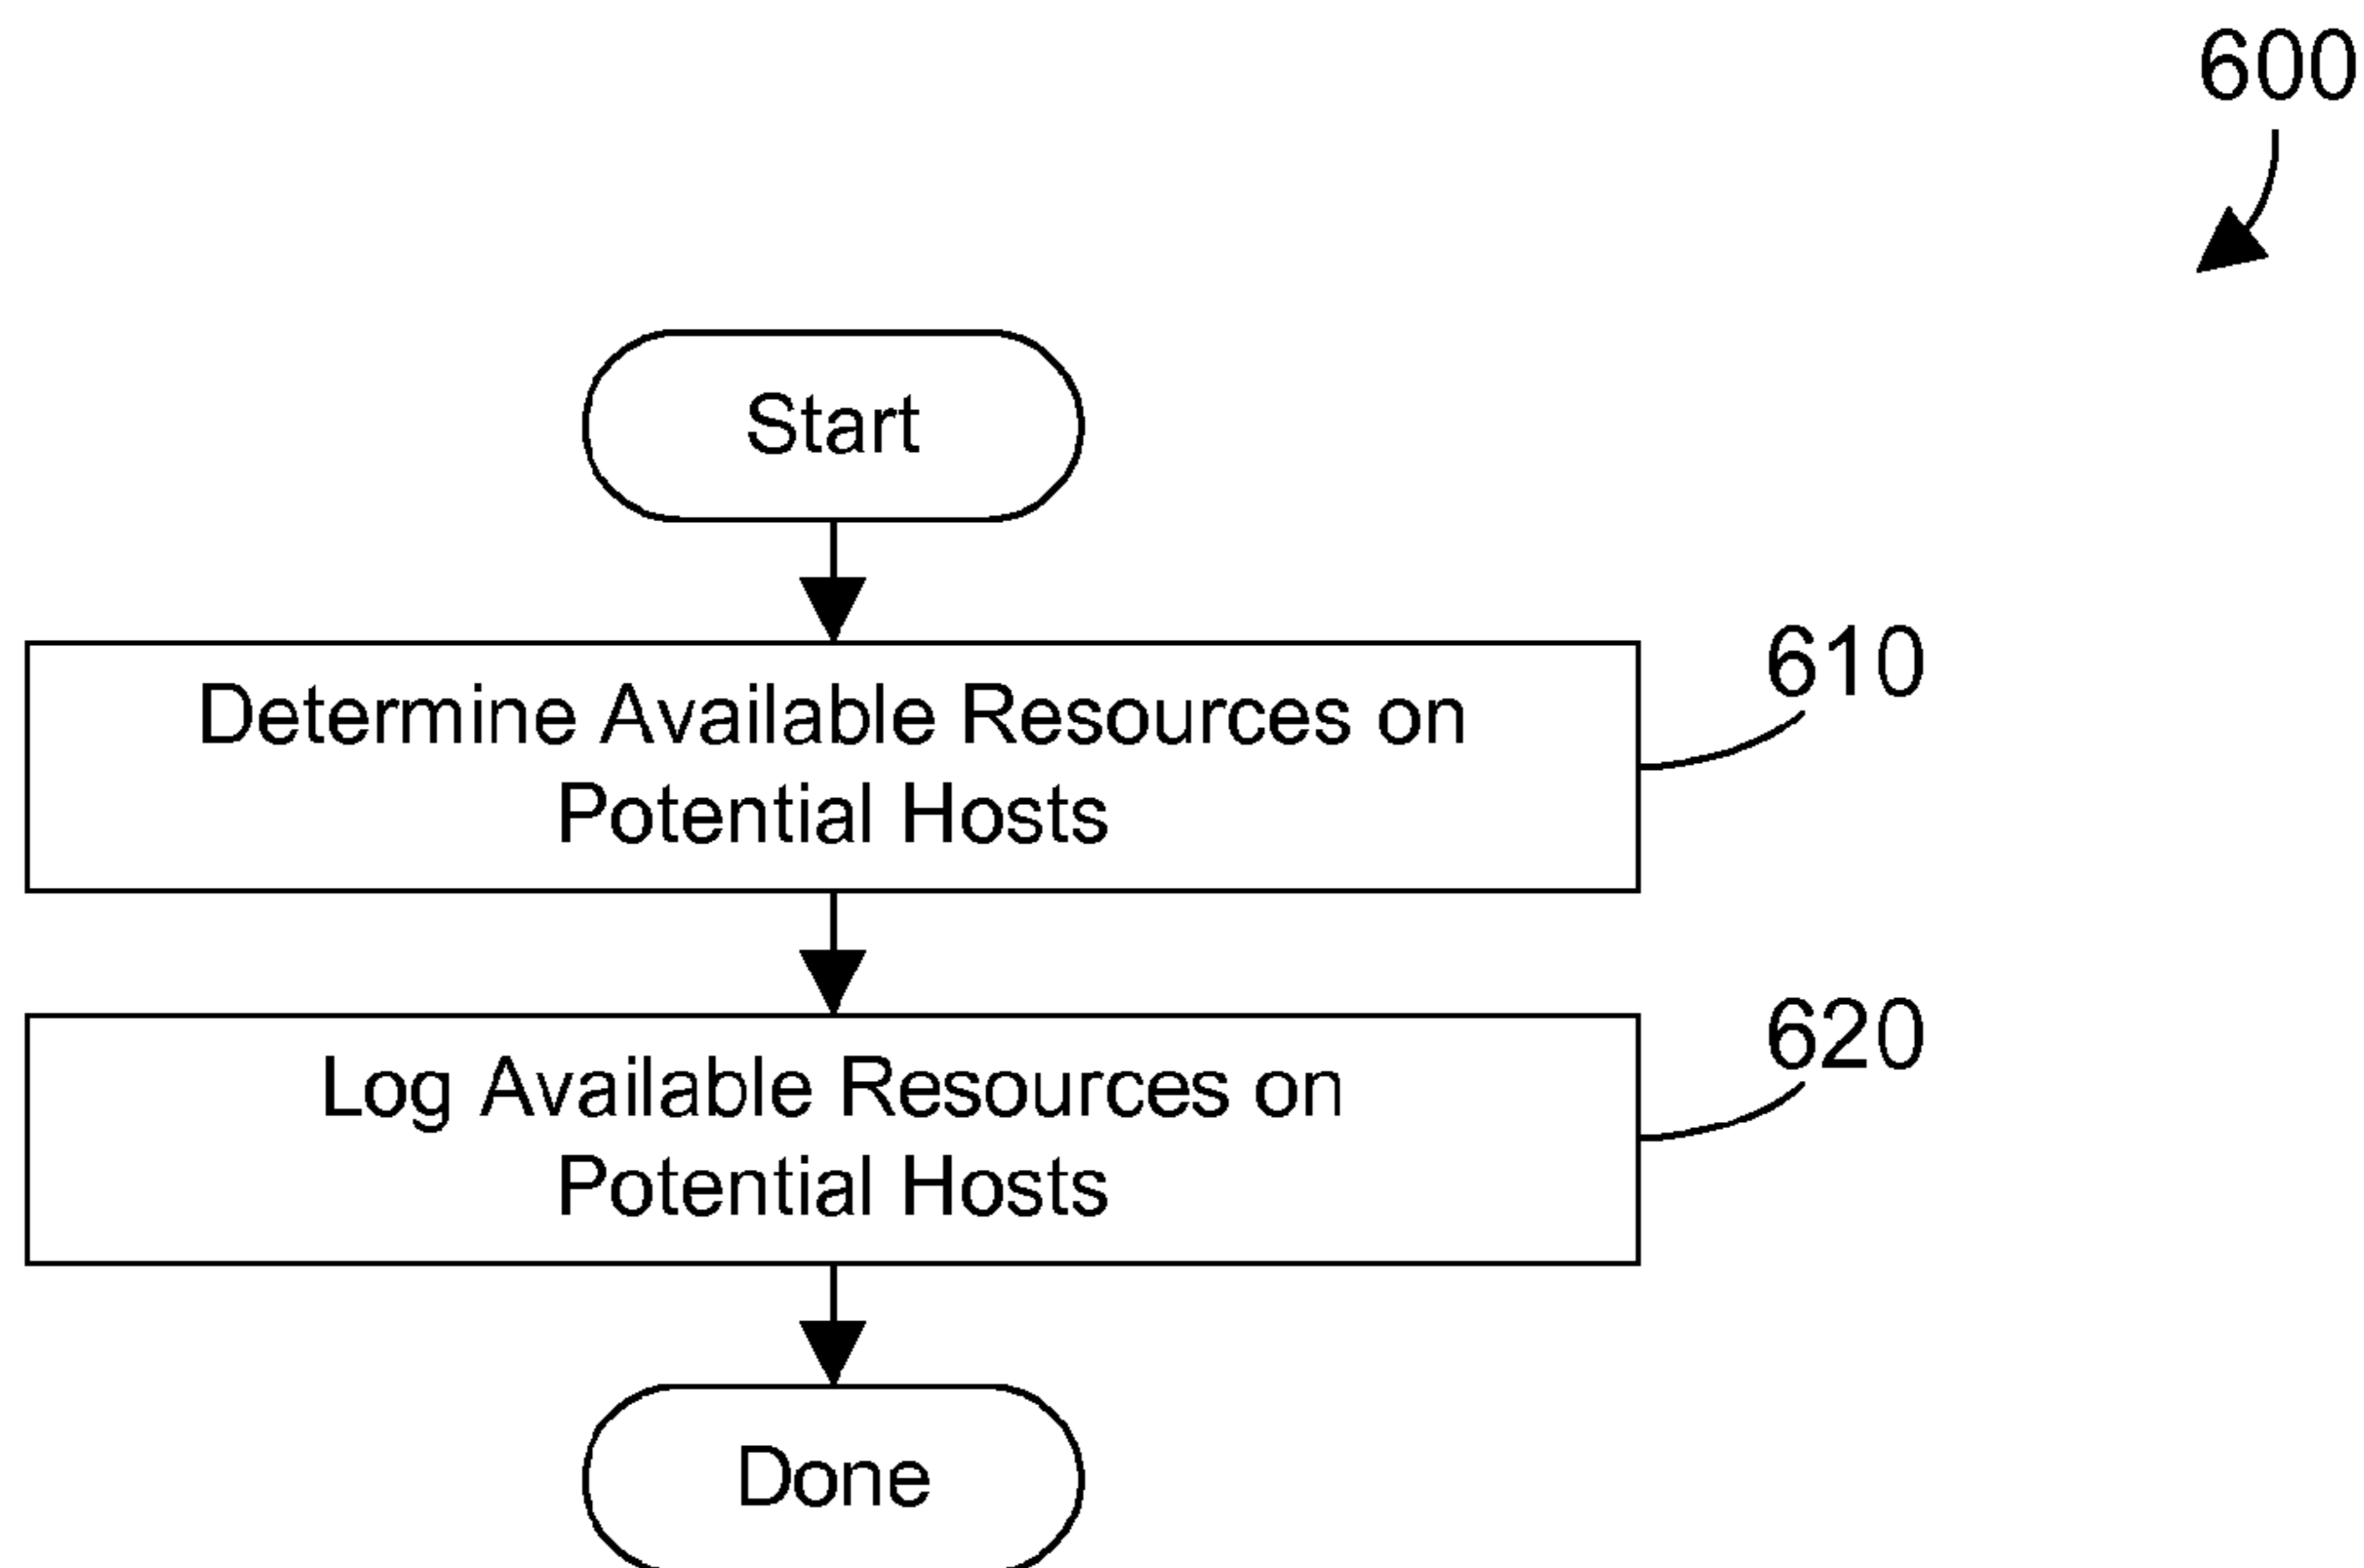 600
Start
Determine Available Resources on
Potential Hosts
610
Log Available Resources on
Potential Hosts
620
Done